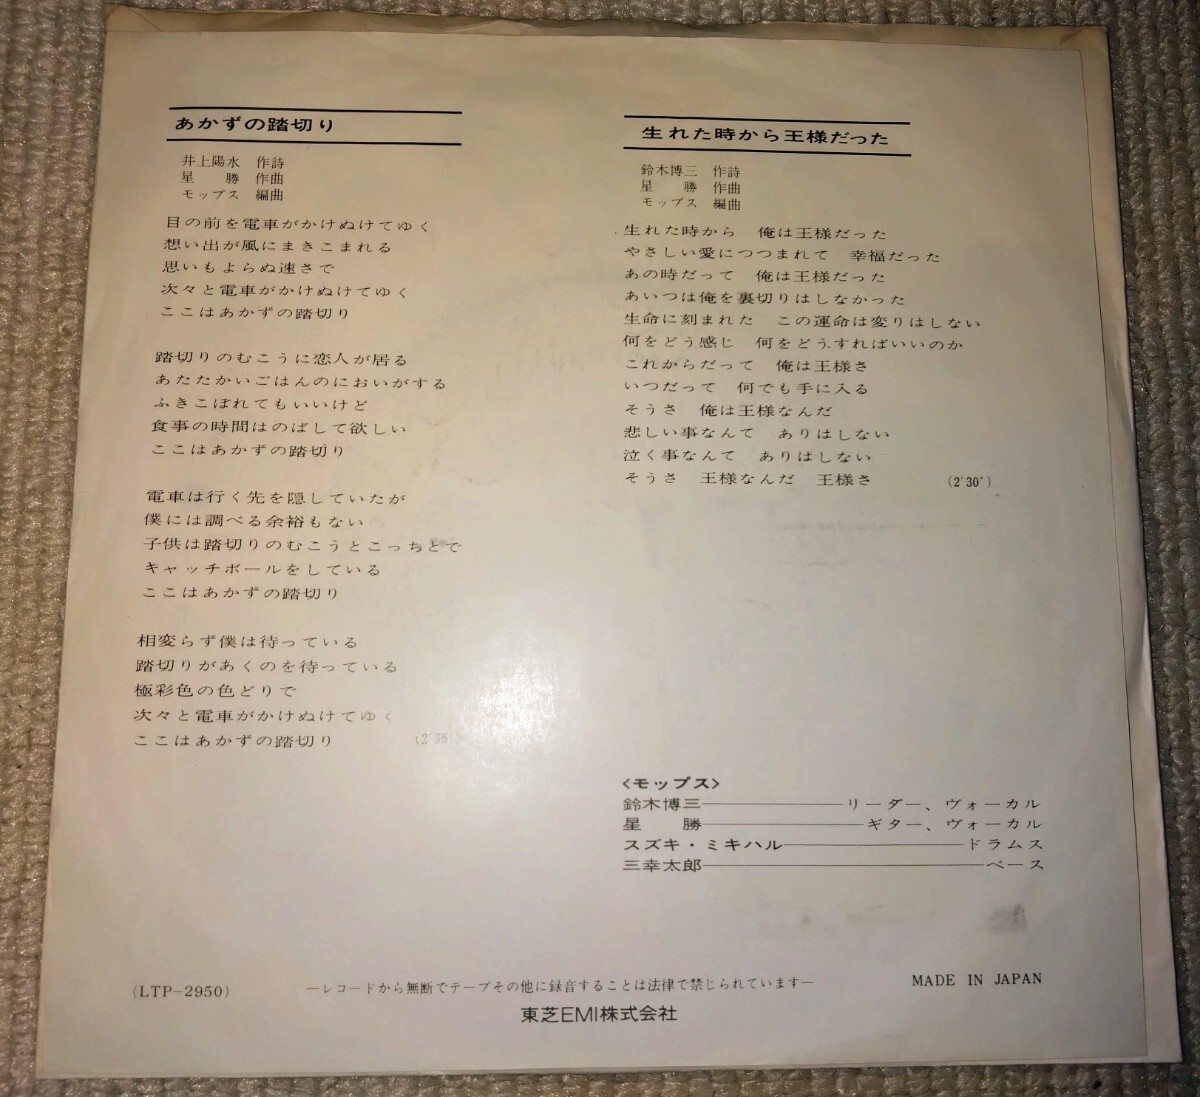 あかずの踏切り
井上陽水　作詩
星　　勝　作曲
モップス　編曲
目の前を電車がかけぬけてゆく
想い出が風にまきこまれる
思いもよらぬ速さで
次々と電車がかけぬけてゆく
ここはあかずの踏切り
踏切りのむこうに恋人が居る
あたたかいごはんのにおいがする
ふきこぼれてもいいけど
食事の時間はのばして欲しい
ここはあかずの踏切り
電車は行く先を隠していたが
僕には調べる余裕もない
子供は踏切りのむこうとこっちとで
キャッチボールをしている
ここはあかずの踏切り
相変らず僕は待っている
踏切りがあくのを待っている
極彩色の色どりで
次々と電車がかけぬけてゆく
ここはあかずの踏切り
生れた時から王様だった
鈴木博三　作詩
星　　勝　作曲
モップス　編曲
生れた時から　俺は王様だった
やさしい愛につつまれて　幸福だった
あの時だって　俺は王様だった
あいつは俺を裏切りはしなかった
生命に刻まれた　この運命は変りはしない
何をどう感じ　何をどうすればいいのか
これからだって　俺は王様さ
いつだって　何でも手に入る
そうさ　俺は王様なんだ
悲しい事なんて　ありはしない
泣く事なんて　ありはしない
そうさ　王様なんだ　王様さ　(2'30")
〈モップス〉
鈴木博三――――――リーダー、ヴォーカル
星　　勝―――――――ギター、ヴォーカル
スズキ・ミキハル――――――――ドラムス
三幸太郎――――――――――――ベース
(LTP-2950)
―レコードから無断でテープその他に録音することは法律で禁じられています―
MADE IN JAPAN
東芝EMI株式会社